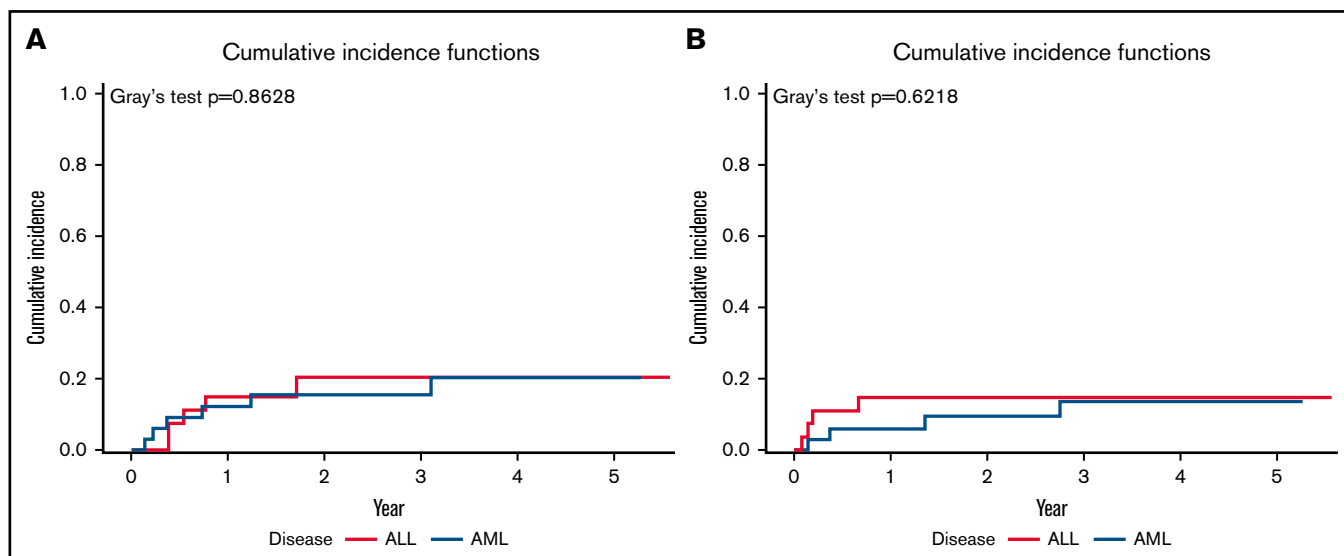 A
Cumulative incidence functions
Gray's test p=0.8628
1.0
0.8
0.6
0.4
0.2
0.0
Cumulative incidence
0 1 2 3 4 5
Year
Disease ALL AML
B
Cumulative incidence functions
Gray's test p=0.6218
1.0
0.8
0.6
0.4
0.2
0.0
Cumulative incidence
0 1 2 3 4 5
Year
Disease ALL AML